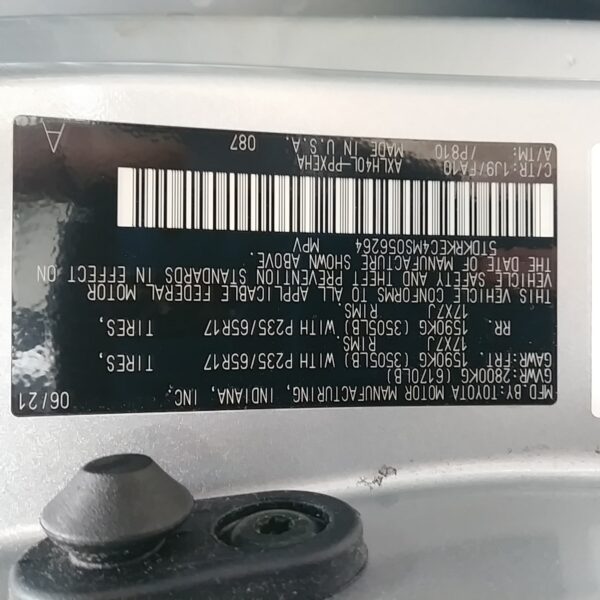 MFD.BY:TOYOTA MOTOR MANUFACTURING, INDIANA, INC. 06/21
GVWR:2800KG (6170LB)
GAWR:FRT. 1590KG (3505LB) WITH P235/65R17 TIRES,
17X7J RIMS
RR. 1590KG (3505LB) WITH P235/65R17 TIRES,
17X7J RIMS
THIS VEHICLE CONFORMS TO ALL APPLICABLE FEDERAL MOTOR
VEHICLE SAFETY AND THEFT PREVENTION STANDARDS IN EFFECT ON
THE DATE OF MANUFACTURE SHOWN ABOVE.
5TDKRKEC4MS056264 MPV
C/TR:1J9/FA10 AXLH40L-PPXEHA
A/TM: /P810 MADE IN U.S.A. 087 A